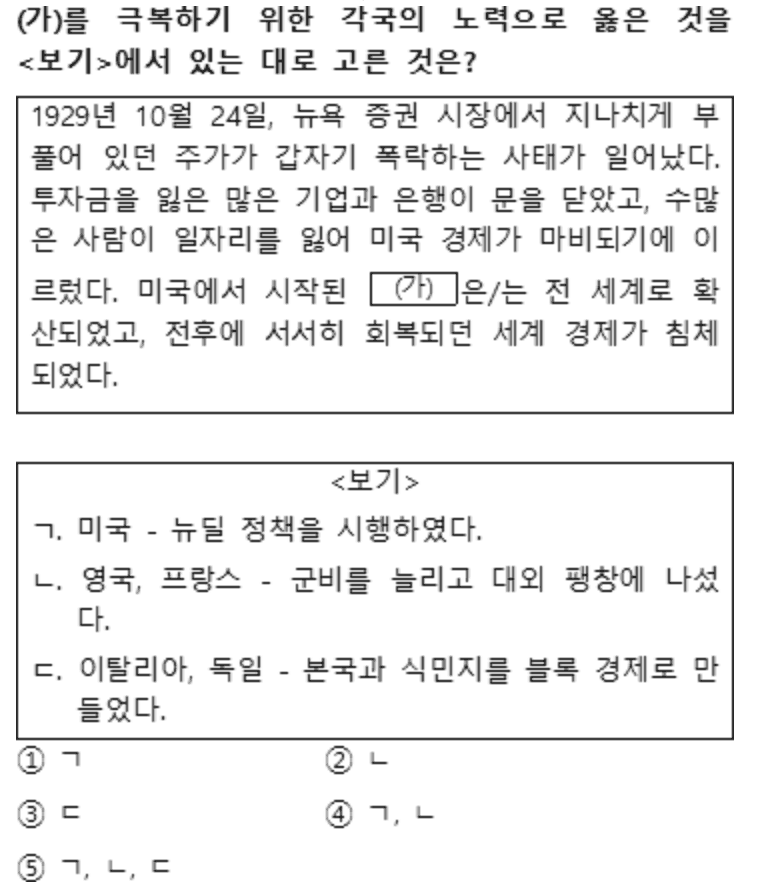 (가)를 극복하기 위한 각국의 노력으로 옳은 것을
<보기>에서 있는 대로 고른 것은?
1929년 10월 24일, 뉴욕 증권 시장에서 지나치게 부
풀어 있던 주가가 갑자기 폭락하는 사태가 일어났다.
투자금을 잃은 많은 기업과 은행이 문을 닫았고, 수많
은 사람이 일자리를 잃어 미국 경제가 마비되기에 이
르렀다. 미국에서 시작된 (가) 은/는 전 세계로 확
산되었고, 전후에 서서히 회복되던 세계 경제가 침체
되었다.
<보기>
ㄱ. 미국 - 뉴딜 정책을 시행하였다.
ㄴ. 영국, 프랑스 - 군비를 늘리고 대외 팽창에 나섰
다.
ㄷ. 이탈리아, 독일 - 본국과 식민지를 블록 경제로 만
들었다.
① ㄱ ② ㄴ
③ ㄷ ④ ㄱ, ㄴ
⑤ ㄱ, ㄴ, ㄷ